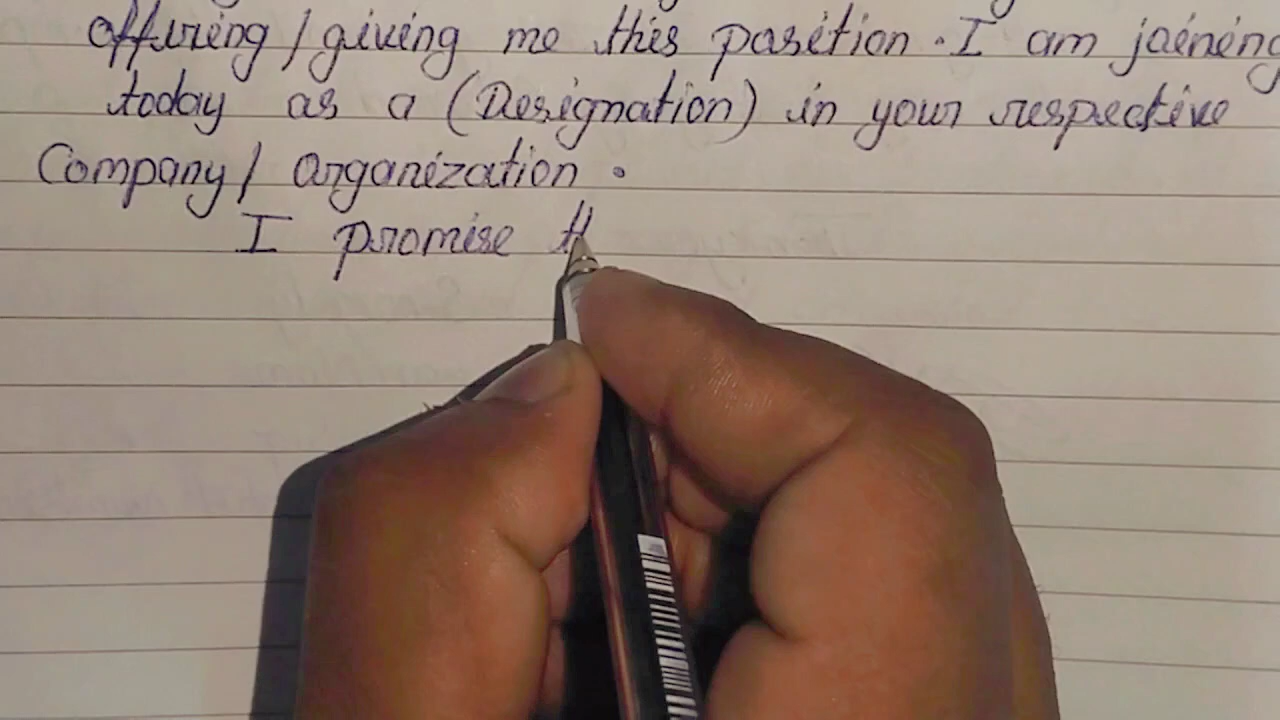 offering/giving me this position. I am joining
today as a (Designation) in your respective
Company/ organization.
I promise